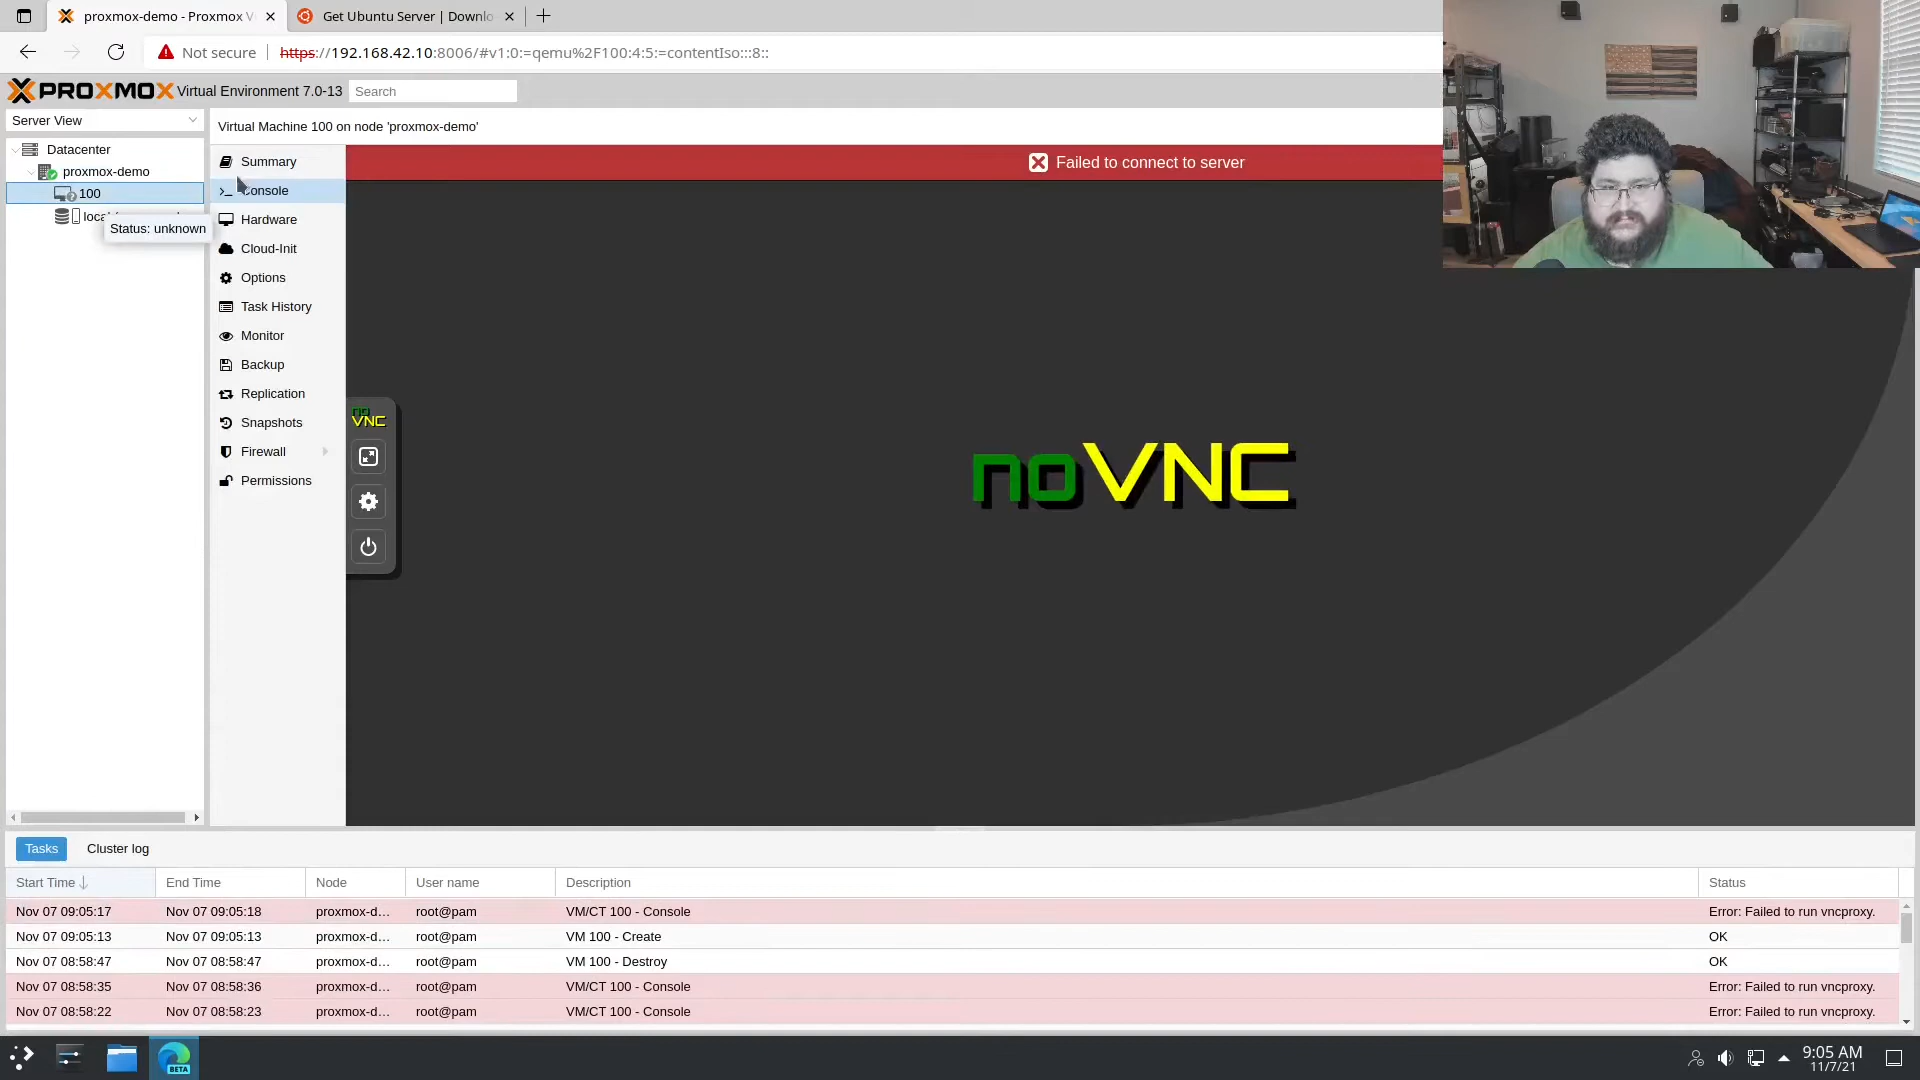 proxmox-demo - Proxmox V
Get Ubuntu Server | Downlo
Not secure
https://192.168.42.10:8006/#v1:0:=qemu%2F100:4:5:=contentIso:::8::
PROXMOX Virtual Environment 7.0-13
Search
Server View
Datacenter
proxmox-demo
100
Status: unknown
Virtual Machine 100 on node 'proxmox-demo'
Summary
Console
Hardware
Cloud-Init
Options
Task History
Monitor
Backup
Replication
Snapshots
Firewall
Permissions
Failed to connect to server
no
VNC
noVNC
Tasks
Cluster log
Start Time
End Time
Node
User name
Description
Status
Nov 07 09:05:17
Nov 07 09:05:18
proxmox-d...
root@pam
VM/CT 100 - Console
Error: Failed to run vncproxy.
Nov 07 09:05:13
Nov 07 09:05:13
proxmox-d...
root@pam
VM 100 - Create
OK
Nov 07 08:58:47
Nov 07 08:58:47
proxmox-d...
root@pam
VM 100 - Destroy
OK
Nov 07 08:58:35
Nov 07 08:58:36
proxmox-d...
root@pam
VM/CT 100 - Console
Error: Failed to run vncproxy.
Nov 07 08:58:22
Nov 07 08:58:23
proxmox-d...
root@pam
VM/CT 100 - Console
Error: Failed to run vncproxy.
BETA
9:05 AM
11/7/21